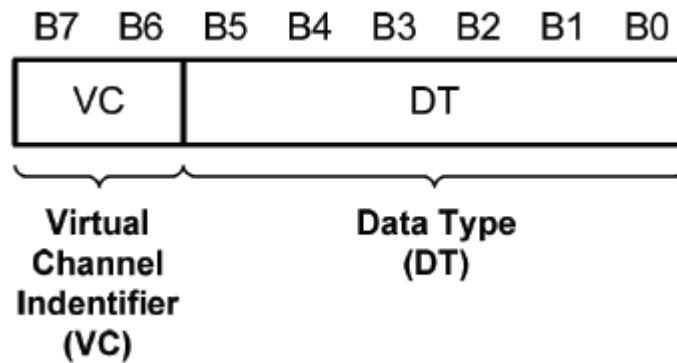 B7 B6 B5 B4 B3 B2 B1 B0
VC DT
Virtual
Channel
Indentifier
(VC)
Data Type
(DT)